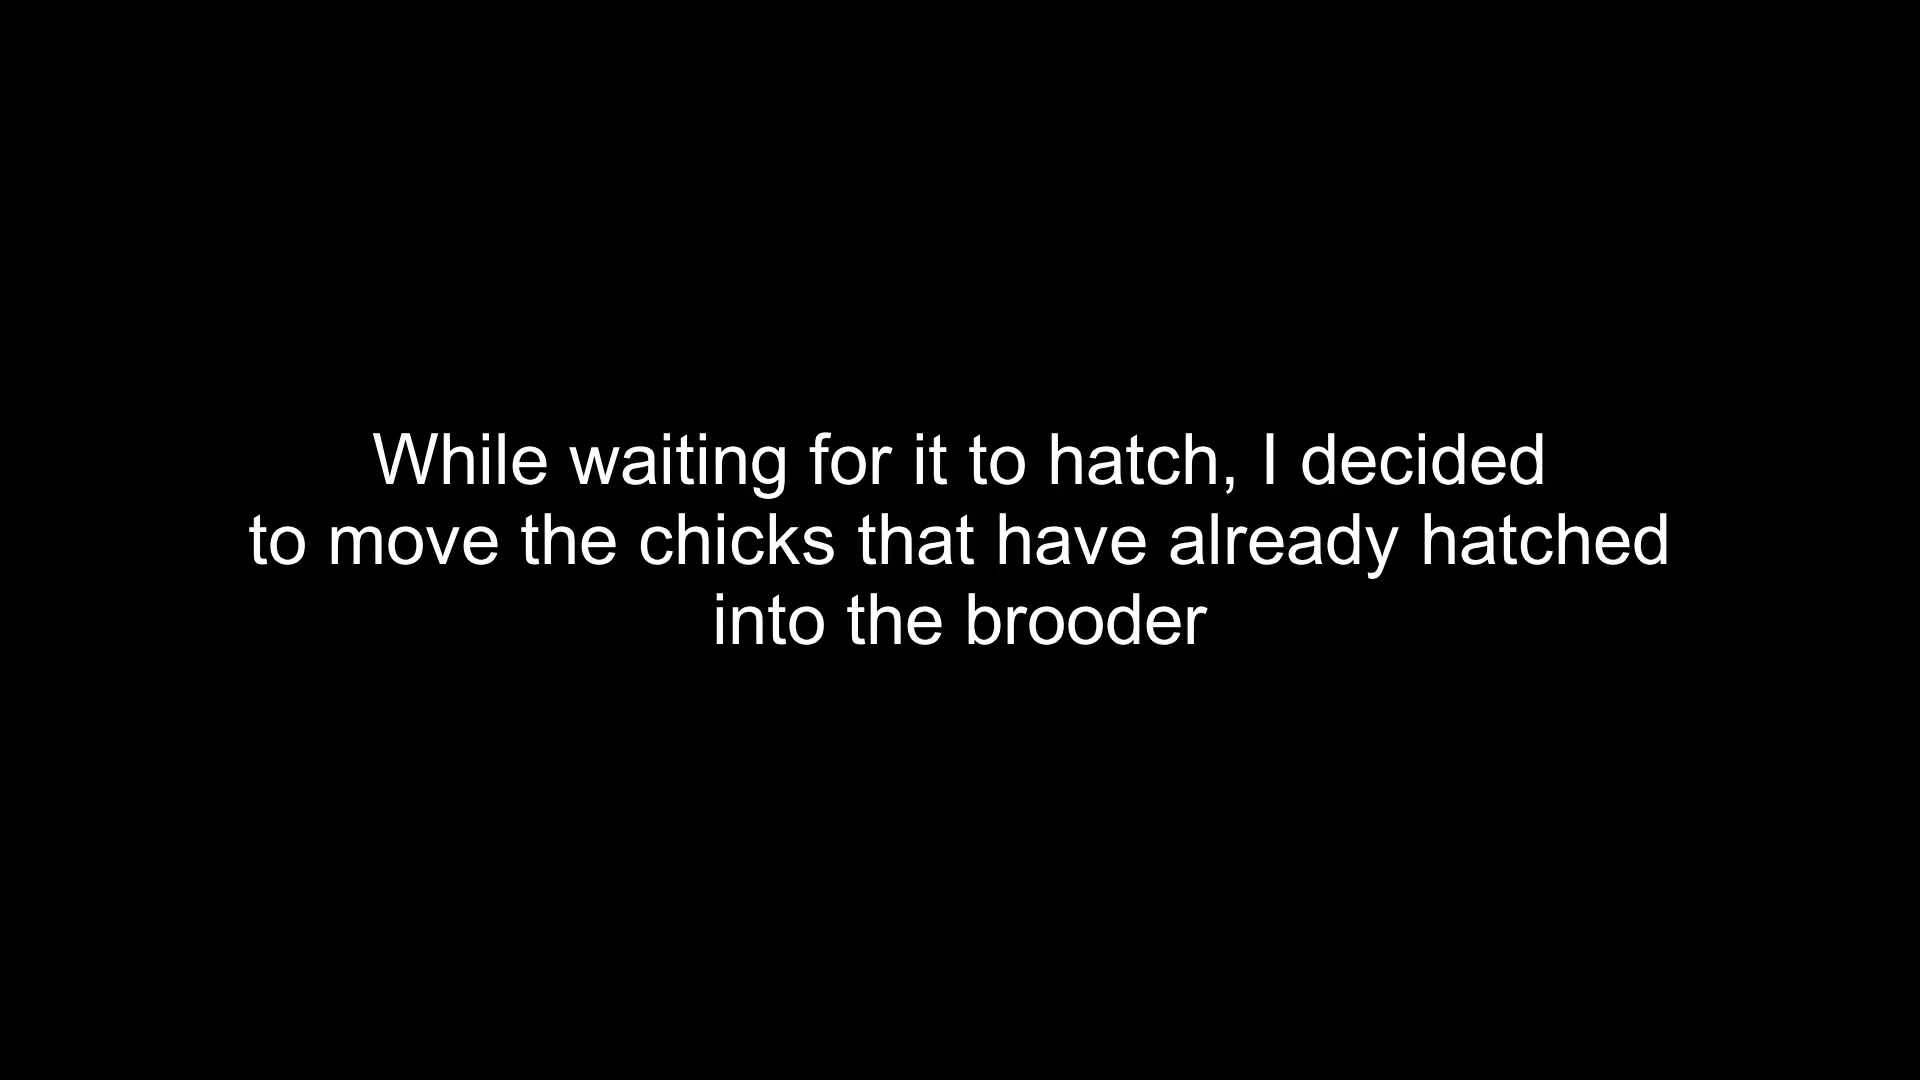 While waiting for it to hatch, I decided
to move the chicks that have already hatched
into the brooder